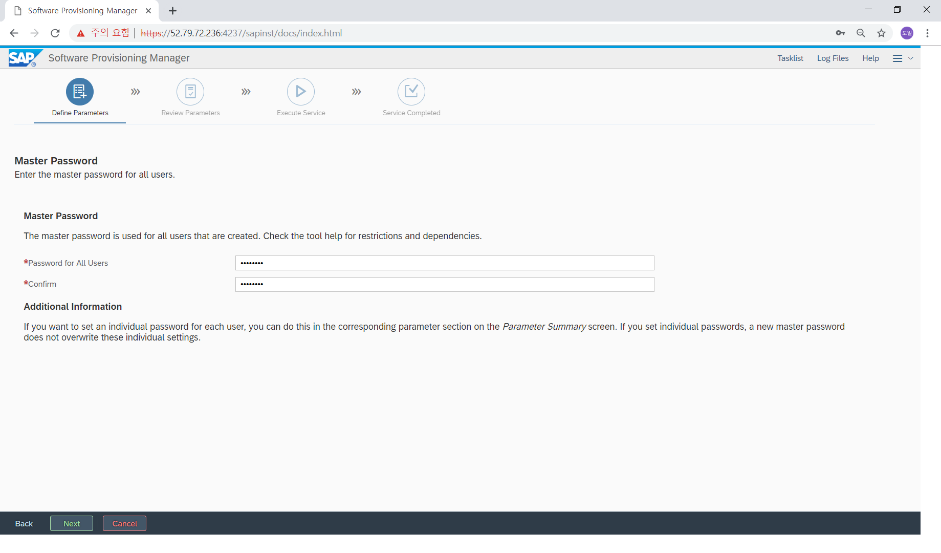 Software Provisioning Manager
주의 요함 | https://52.79.72.236:4237/sapinst/docs/index.html
도영
SAP Software Provisioning Manager Tasklist Log Files Help
Define Parameters Review Parameters Execute Service Service Completed
Master Password
Enter the master password for all users.
Master Password
The master password is used for all users that are created. Check the tool help for restrictions and dependencies.
*Password for All Users ••••••••
*Confirm ••••••••
Additional Information
If you want to set an individual password for each user, you can do this in the corresponding parameter section on the Parameter Summary screen. If you set individual passwords, a new master password
does not overwrite these individual settings.
Back Next Cancel